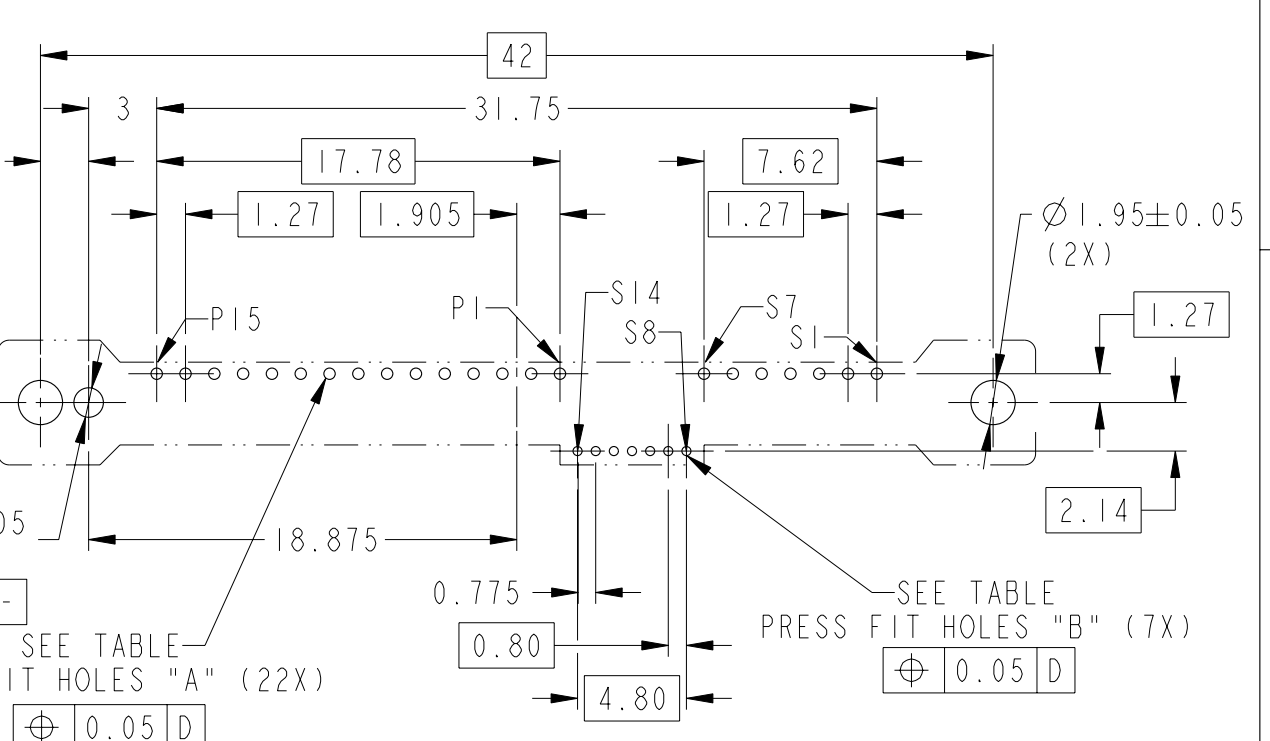 42
3
31.75
17.78
7.62
1.27
1.905
1.27
Ø1.95±0.05
(2X)
S14
P15
P1
S7
S8
S1
1.27
2.14
05
18.875
-
0.775
SEE TABLE
PRESS FIT HOLES "B" (7X)
⌖ 0.05 D
0.80
4.80
SEE TABLE
IT HOLES "A" (22X)
⌖ 0.05 D